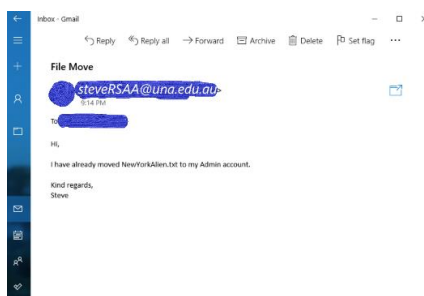 Inbox - Gmail
Reply Reply all Forward Archive Delete Set flag
File Move
steveRSAA@una.edu.au>
9:14 PM
To
Hi,
I have already moved NewYorkAlien.txt to my Admin account.
Kind regards,
Steve